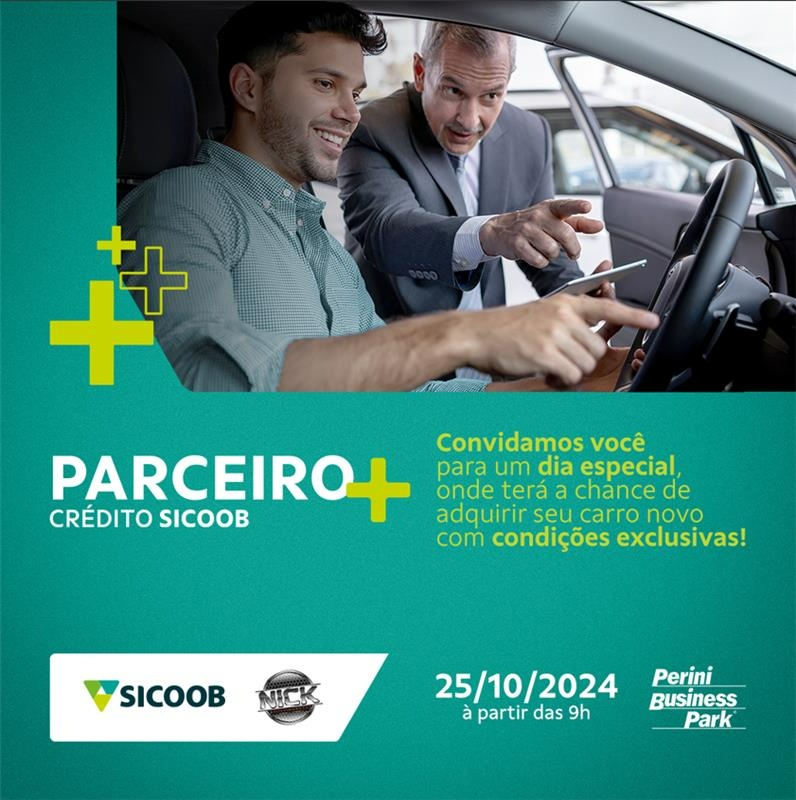 PARCEIRO+
CRÉDITO SICOOB
Convidamos você
para um dia especial,
onde terá a chance de
adquirir seu carro novo
com condições exclusivas!
SICOOB
NICK
25/10/2024
à partir das 9h
Perini
Business
Park